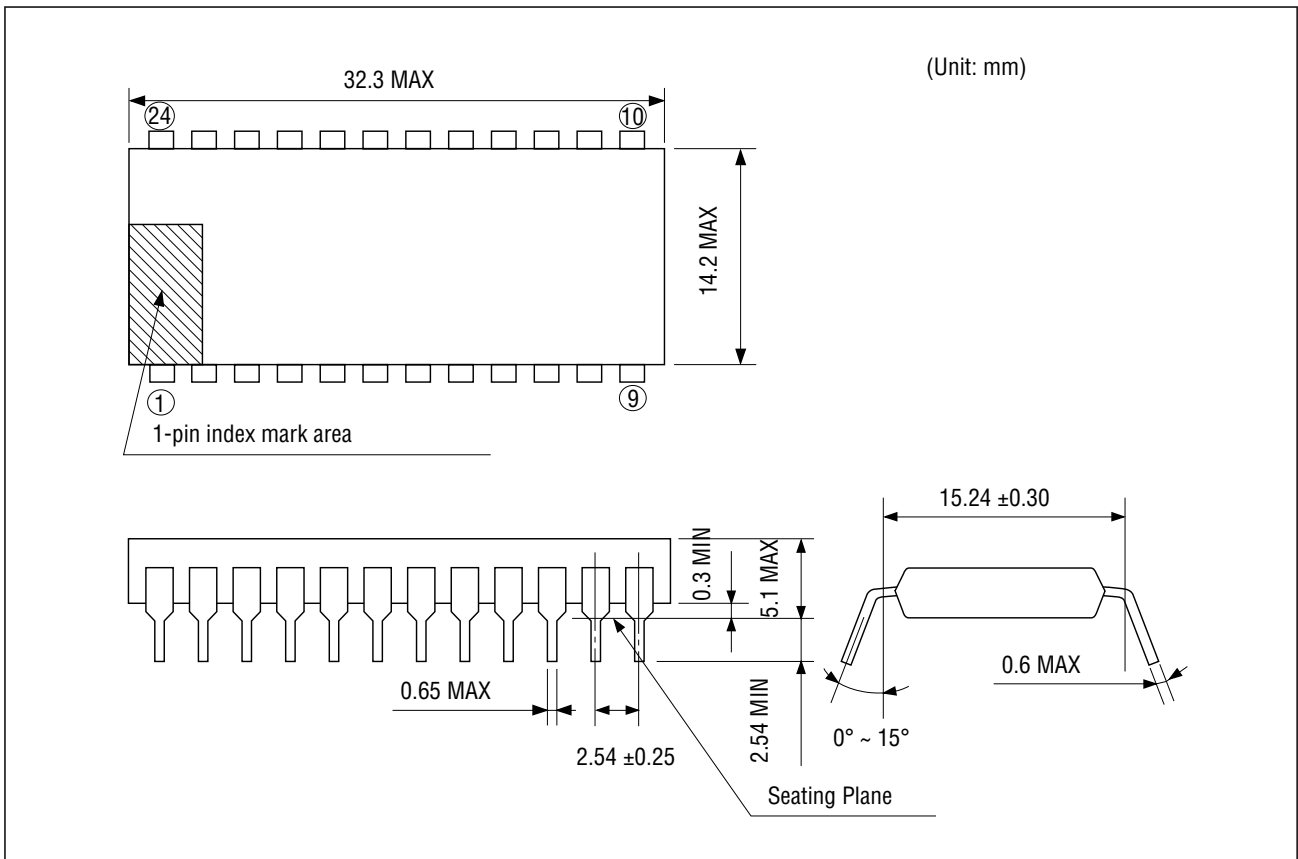 (Unit: mm)
32.3 MAX
24
10
14.2 MAX
1
9
1-pin index mark area
15.24 ±0.30
0.3 MIN
5.1 MAX
0.65 MAX
0.6 MAX
2.54 MIN
0° ~ 15°
2.54 ±0.25
Seating Plane